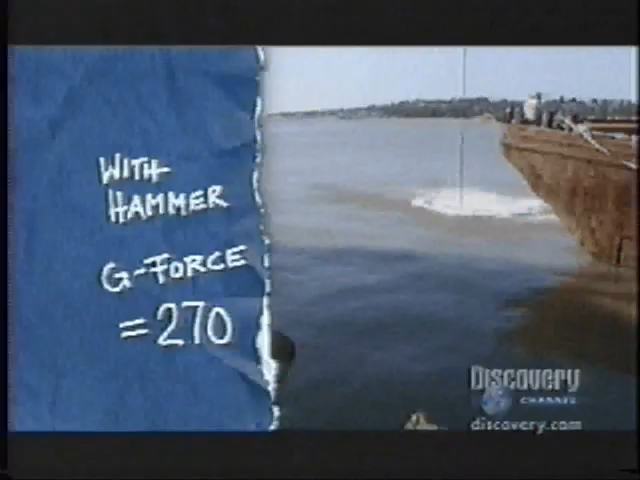 WITH
HAMMER
G-FORCE
=270
Discovery
CHANNEL
discovery.com